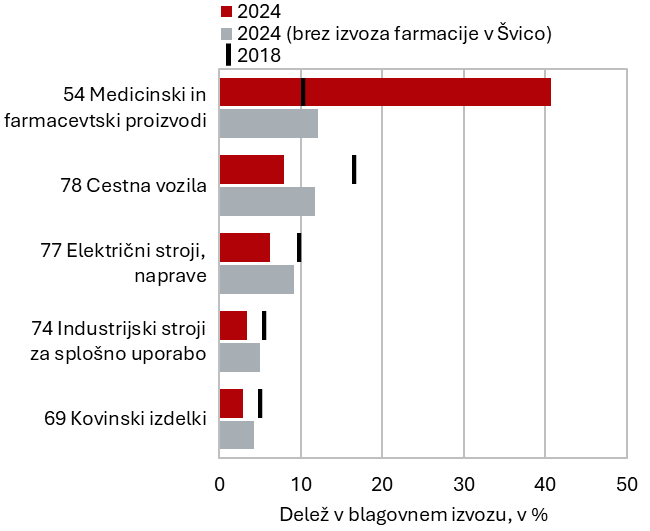 2024
2024 (brez izvoza farmacije v Švico)
2018
54 Medicinski in
farmacevtski proizvodi
78 Cestna vozila
77 Električni stroji,
naprave
74 Industrijski stroji
za splošno uporabo
69 Kovinski izdelki
0 10 20 30 40 50
Delež v blagovnem izvozu, v %